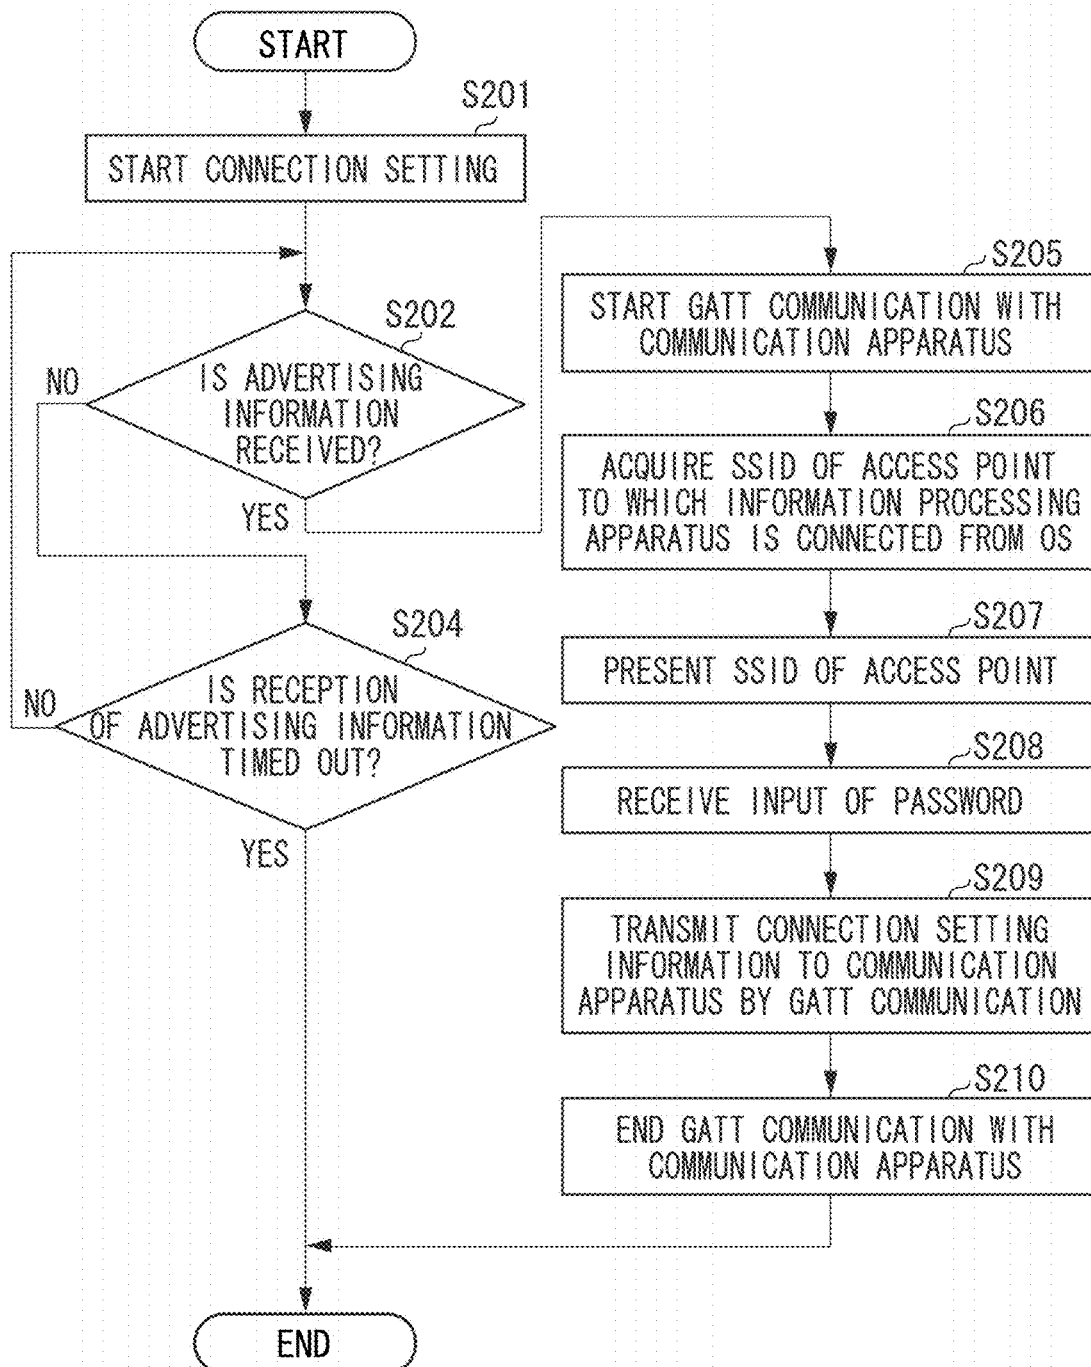 START
S201
START CONNECTION SETTING
S202
IS ADVERTISING
INFORMATION
RECEIVED?
NO
YES
S204
IS RECEPTION
OF ADVERTISING INFORMATION
TIMED OUT?
NO
YES
S205
START GATT COMMUNICATION WITH
COMMUNICATION APPARATUS
S206
ACQUIRE SSID OF ACCESS POINT
TO WHICH INFORMATION PROCESSING
APPARATUS IS CONNECTED FROM OS
S207
PRESENT SSID OF ACCESS POINT
S208
RECEIVE INPUT OF PASSWORD
S209
TRANSMIT CONNECTION SETTING
INFORMATION TO COMMUNICATION
APPARATUS BY GATT COMMUNICATION
S210
END GATT COMMUNICATION WITH
COMMUNICATION APPARATUS
END